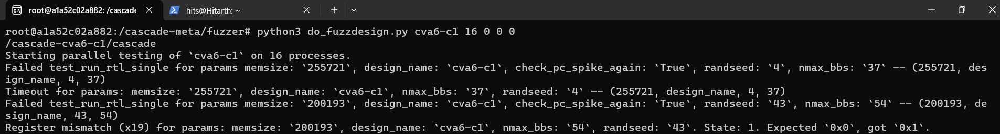 root@a1a52c02a882: /cascade
hits@Hitarth: ~
root@a1a52c02a882:/cascade-meta/fuzzer# python3 do_fuzzdesign.py cva6-c1 16 0 0 0
/cascade-cva6-c1/cascade
Starting parallel testing of `cva6-c1` on 16 processes.
Failed test_run_rtl_single for params memsize: `255721`, design_name: `cva6-c1`, check_pc_spike_again: `True`, randseed: `4`, nmax_bbs: `37` -- (255721, des
ign_name, 4, 37)
Timeout for params: memsize: `255721`, design_name: `cva6-c1`, nmax_bbs: `37`, randseed: `4` -- (255721, design_name, 4, 37)
Failed test_run_rtl_single for params memsize: `200193`, design_name: `cva6-c1`, check_pc_spike_again: `True`, randseed: `43`, nmax_bbs: `54` -- (200193, de
sign_name, 43, 54)
Register mismatch (x19) for params: memsize: `200193`, design_name: `cva6-c1`, nmax_bbs: `54`, randseed: `43`. State: 1. Expected `0x0`, got `0x1`.